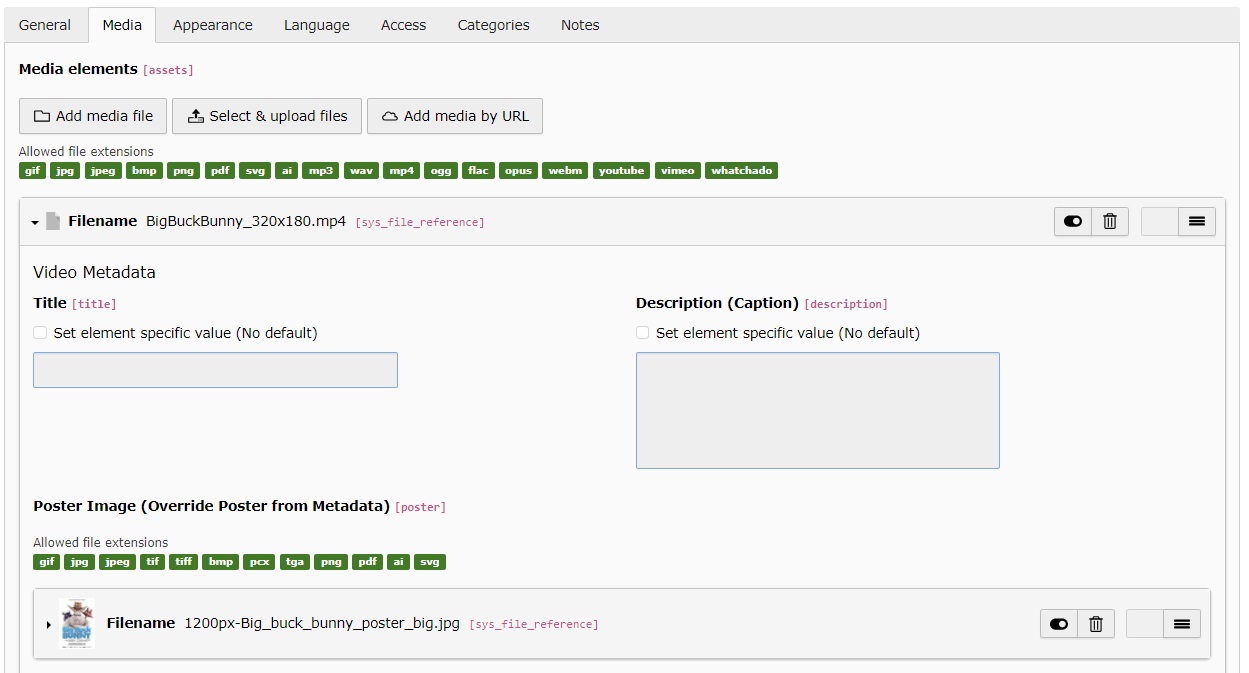 General Media Appearance Language Access Categories Notes
Media elements [assets]
Add media file Select & upload files Add media by URL
Allowed file extensions
gif jpg jpeg bmp png pdf svg ai mp3 wav mp4 ogg flac opus webm youtube vimeo whatchado
Filename BigBuckBunny_320x180.mp4 [sys_file_reference]
Video Metadata
Title [title] Description (Caption) [description]
Set element specific value (No default) Set element specific value (No default)
Poster Image (Override Poster from Metadata) [poster]
Allowed file extensions
gif jpg jpeg tif tiff bmp pcx tga png pdf ai svg
Filename 1200px-Big_buck_bunny_poster_big.jpg [sys_file_reference]